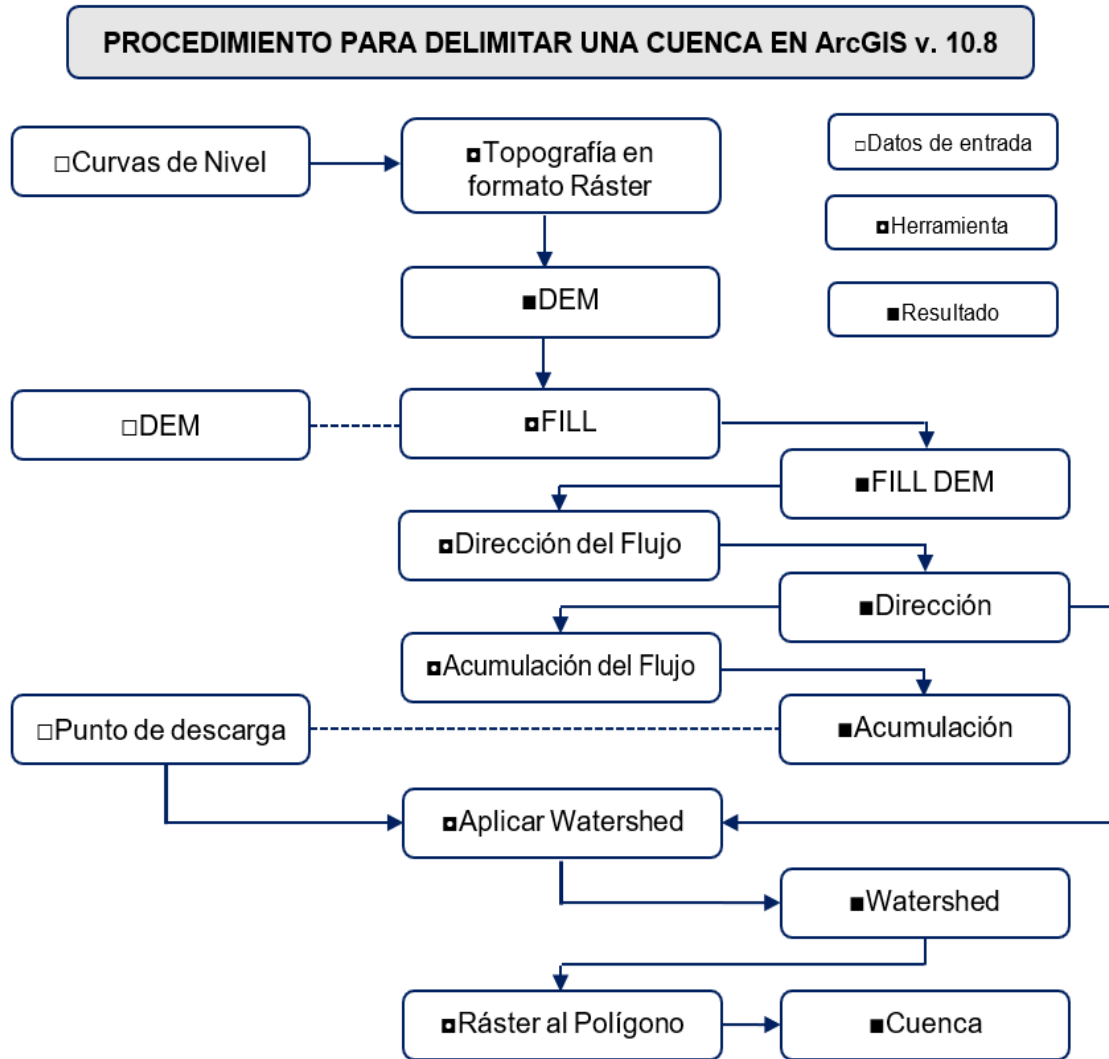 PROCEDIMIENTO PARA DELIMITAR UNA CUENCA EN ArcGIS v. 10.8
□Curvas de Nivel
◘Topografía en
formato Ráster
□Datos de entrada
◘Herramienta
■Resultado
■DEM
□DEM
◘FILL
■FILL DEM
◘Dirección del Flujo
■Dirección
◘Acumulación del Flujo
□Punto de descarga
■Acumulación
◘Aplicar Watershed
■Watershed
◘Ráster al Polígono
■Cuenca